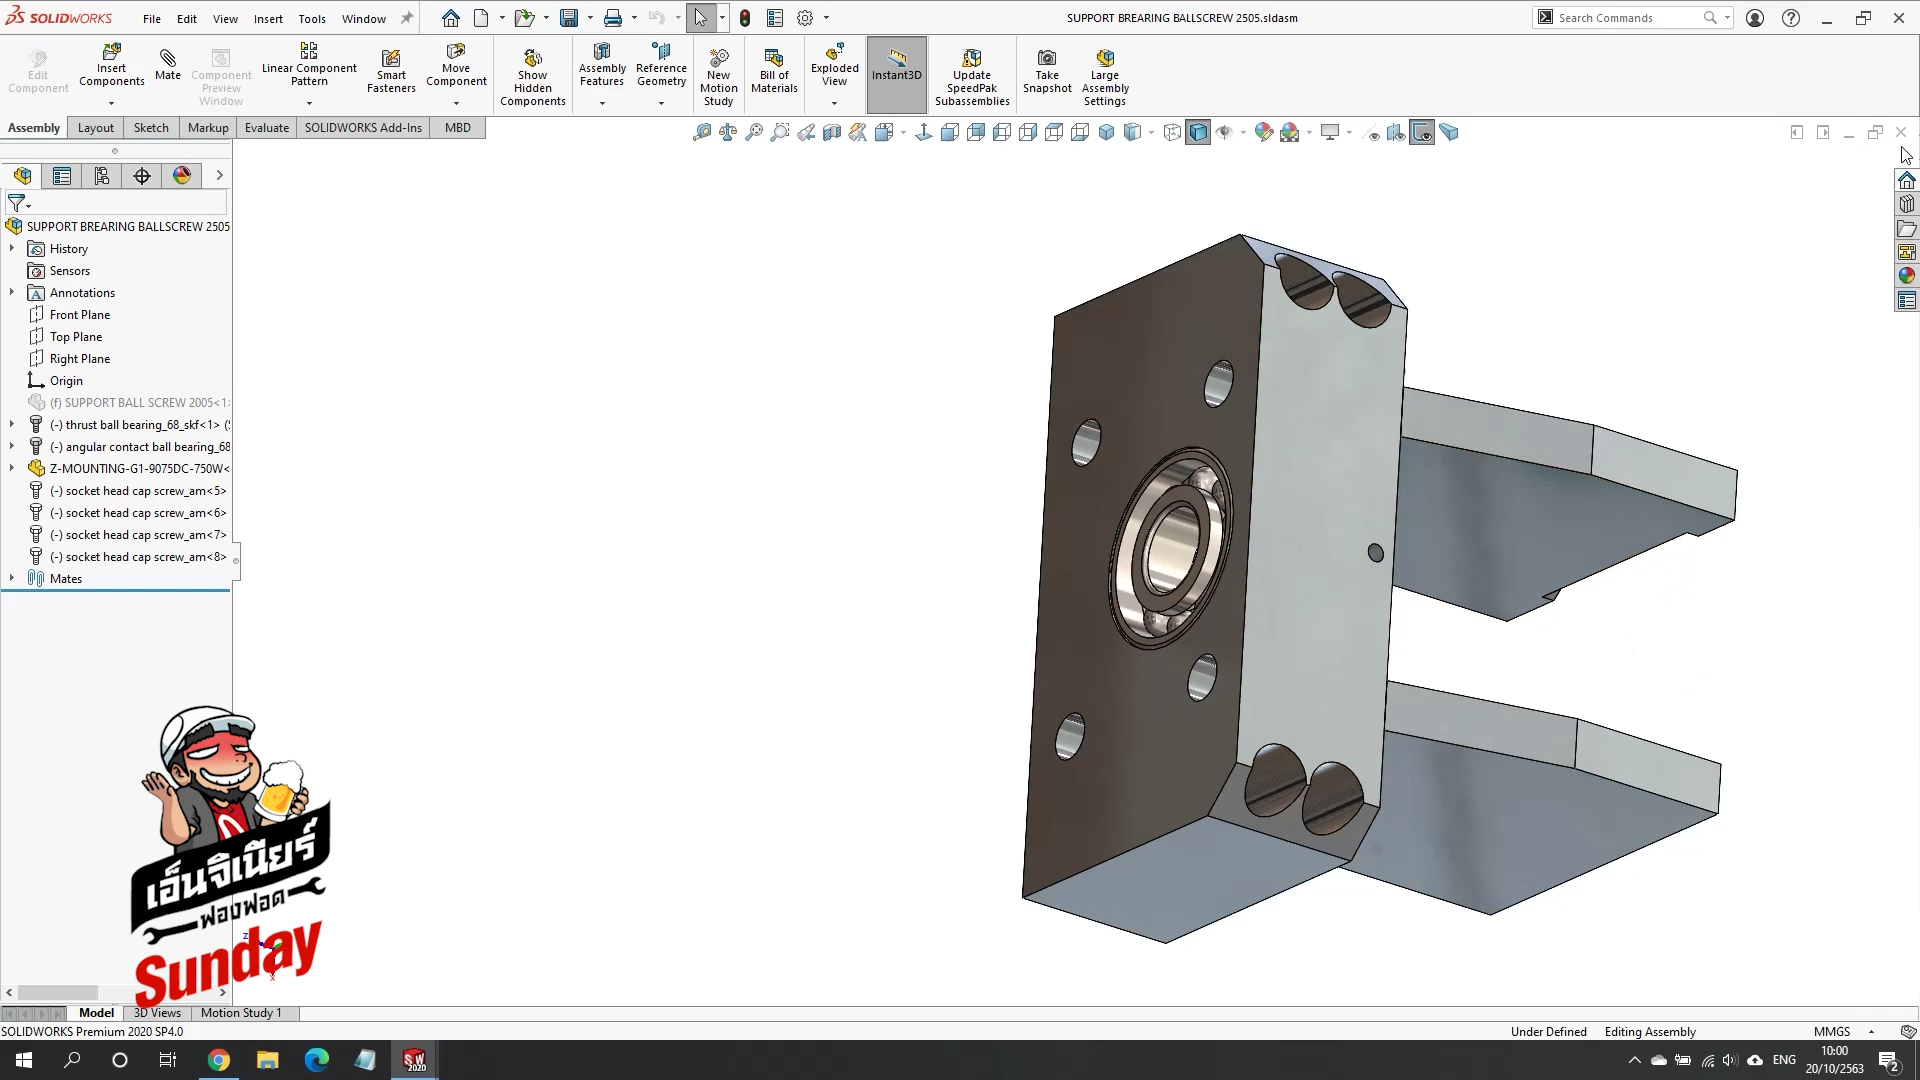 SOLIDWORKS
File Edit View Insert Tools Window
SUPPORT BREARING BALLSCREW 2505.sldasm
Search Commands
Edit Component
Insert Components
Mate
Component Preview Window
Linear Component Pattern
Smart Fasteners
Move Component
Show Hidden Components
Assembly Features
Reference Geometry
New Motion Study
Bill of Materials
Exploded View
Instant3D
Update SpeedPak Subassemblies
Take Snapshot
Large Assembly Settings
Assembly Layout Sketch Markup Evaluate SOLIDWORKS Add-Ins MBD
SUPPORT BREARING BALLSCREW 2505
History
Sensors
Annotations
Front Plane
Top Plane
Right Plane
Origin
(f) SUPPORT BALL SCREW 2005<1>
(-) thrust ball bearing_68_skf<1> (
(-) angular contact ball bearing_68
Z-MOUNTING-G1-9075DC-750W<
(-) socket head cap screw_am<5>
(-) socket head cap screw_am<6>
(-) socket head cap screw_am<7>
(-) socket head cap screw_am<8>
Mates
เอ็นจิเนียร์
ฟองฟอด
Sunday
Z
X
Model 3D Views Motion Study 1
SOLIDWORKS Premium 2020 SP4.0
Under Defined Editing Assembly MMGS
SW 2020
ENG
10:00
20/10/2563
2